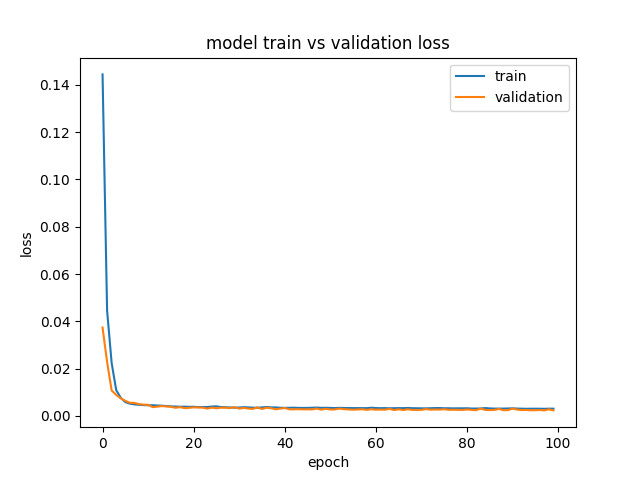 model train vs validation loss
train
validation
loss
0.14
0.12
0.10
0.08
0.06
0.04
0.02
0.00
0 20 40 60 80 100
epoch